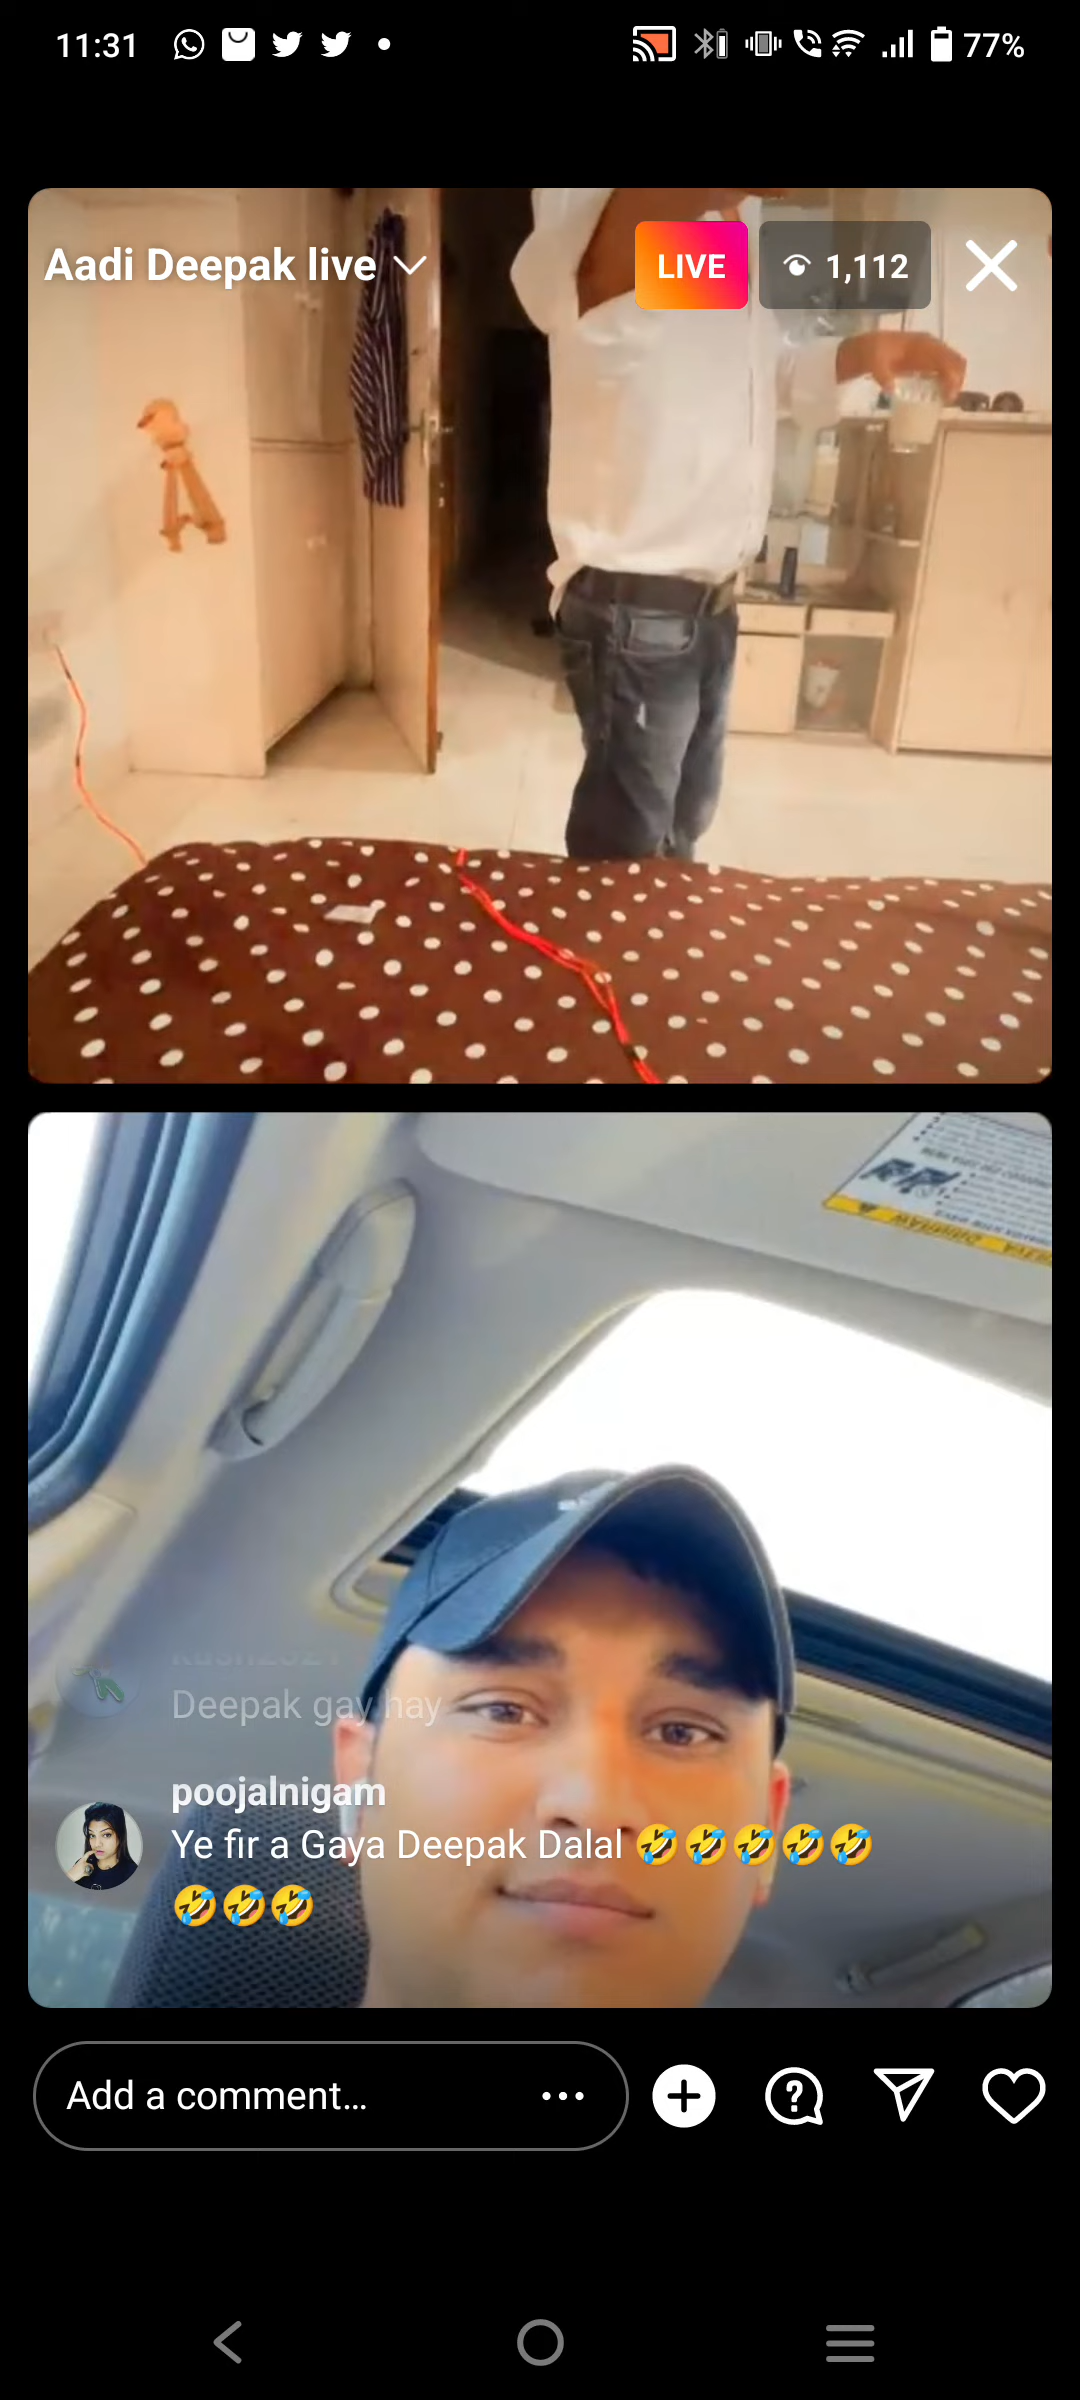 11:31
77%
Aadi Deepak live
LIVE
1,112
Deepak gay hay
poojalnigam
Ye fir a Gaya Deepak Dalal 🤣🤣🤣🤣🤣
🤣🤣🤣
Add a comment...